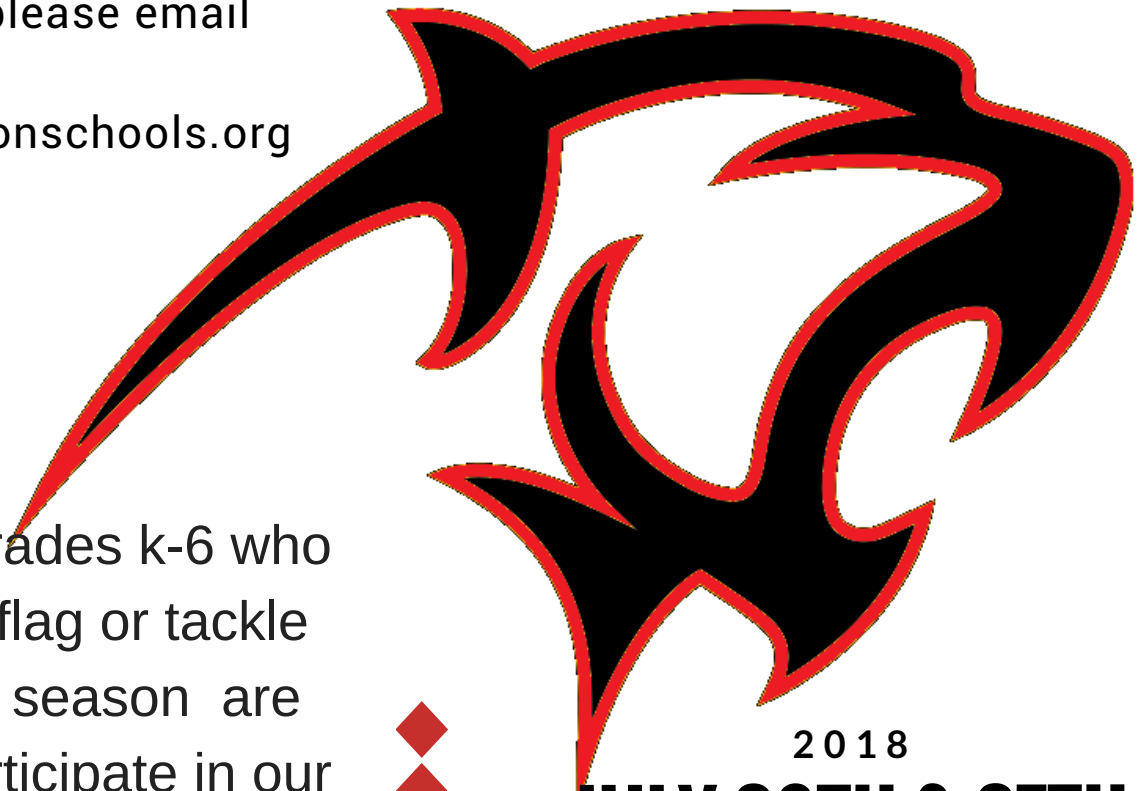 please email
onschools.org
rades k-6 who
flag or tackle
season are
rticipate in our
2018